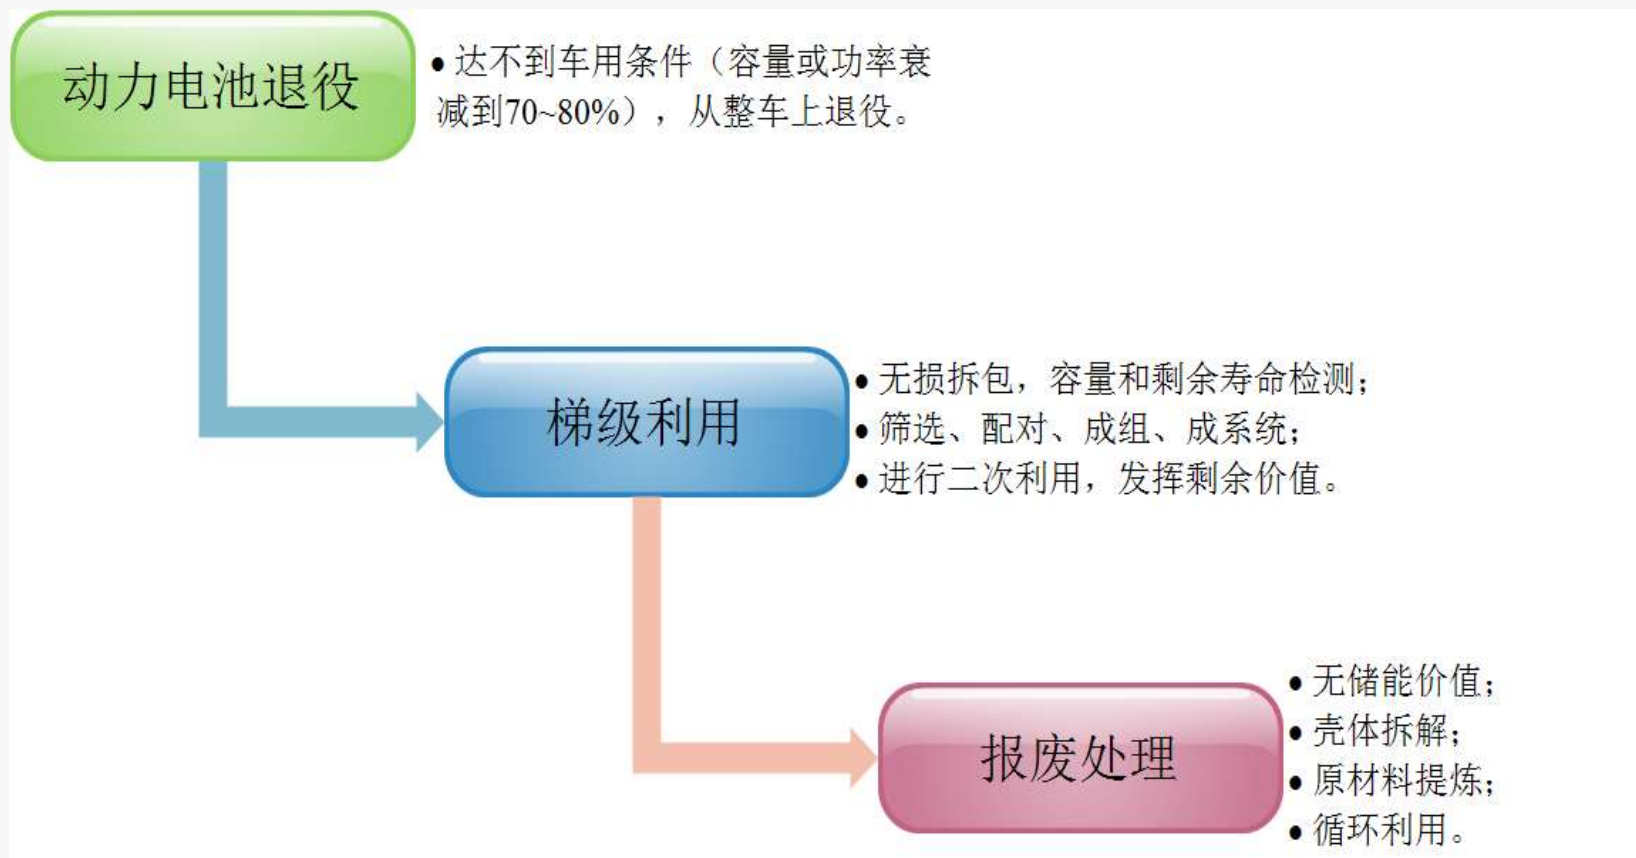 动力电池退役
● 达不到车用条件（容量或功率衰
减到70~80%），从整车上退役。
梯级利用
● 无损拆包，容量和剩余寿命检测；
● 筛选、配对、成组、成系统；
● 进行二次利用，发挥剩余价值。
报废处理
● 无储能价值；
● 壳体拆解；
● 原材料提炼；
● 循环利用。